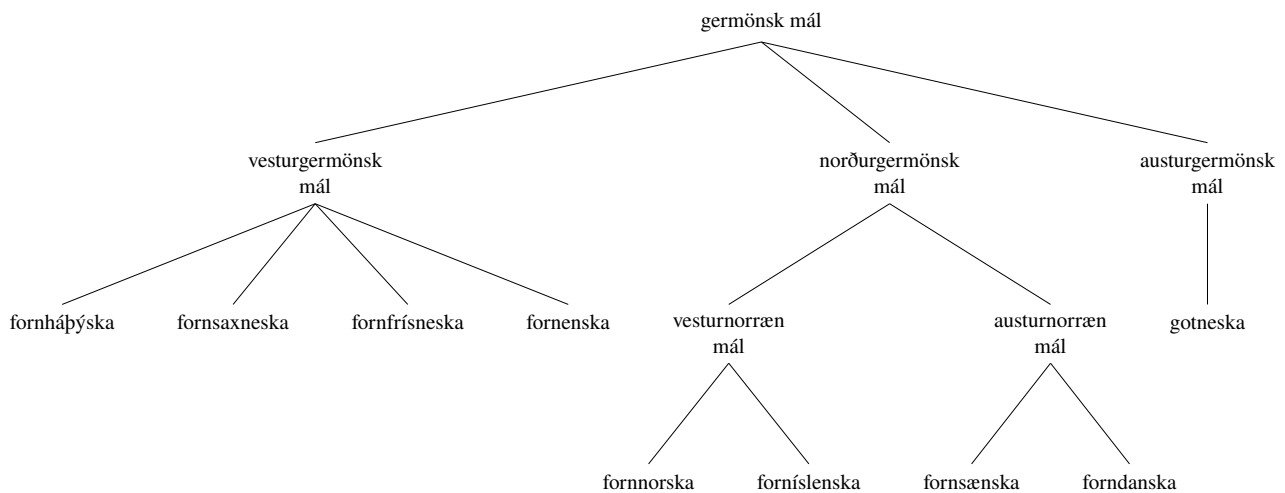 germönsk mál
vesturgermönsk
mál
norðurgermönsk
mál
austurgermönsk
mál
fornháþýska
fornsaxneska
fornfrísneska
fornenska
vesturnorræn
mál
austurnorræn
mál
gotneska
fornnorska
forníslenska
fornsænska
forndanska